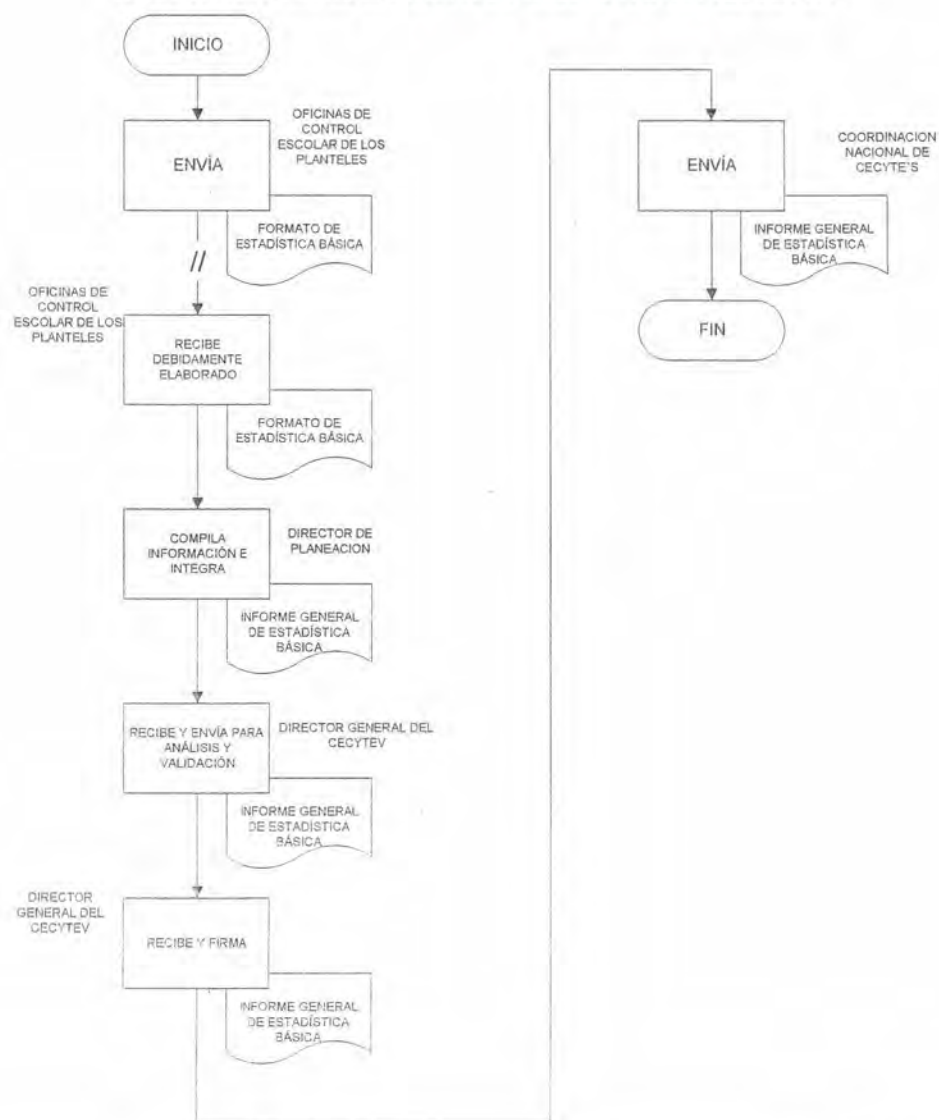 INICIO
ENVÍA
OFICINAS DE
CONTROL
ESCOLAR DE LOS
PLANTELES
FORMATO DE
ESTADÍSTICA BÁSICA
//
OFICINAS DE
CONTROL
ESCOLAR DE LOS
PLANTELES
RECIBE
DEBIDAMENTE
ELABORADO
FORMATO DE
ESTADÍSTICA BÁSICA
COMPILA
INFORMACIÓN E
INTEGRA
DIRECTOR DE
PLANEACION
INFORME GENERAL
DE ESTADÍSTICA
BÁSICA
RECIBE Y ENVÍA PARA
ANÁLISIS Y
VALIDACIÓN
DIRECTOR GENERAL DEL
CECYTEV
INFORME GENERAL
DE ESTADÍSTICA
BÁSICA
DIRECTOR
GENERAL DEL
CECYTEV
RECIBE Y FIRMA
INFORME GENERAL
DE ESTADÍSTICA
BÁSICA
ENVÍA
COORDINACION
NACIONAL DE
CECYTE`S
INFORME GENERAL
DE ESTADÍSTICA
BÁSICA
FIN